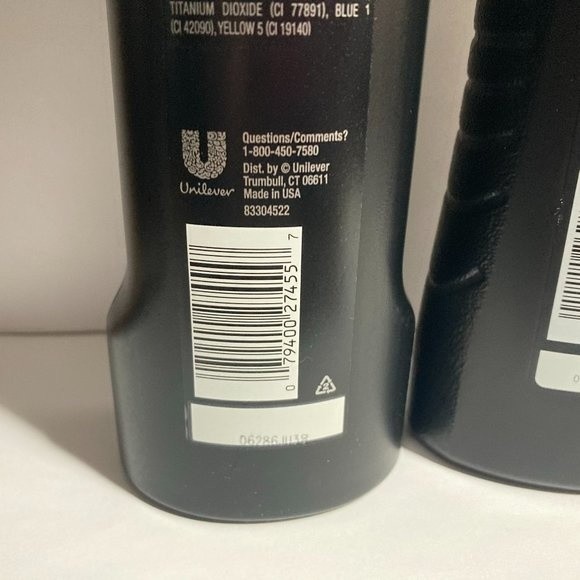 TITANIUM DIOXIDE (CI 77891), BLUE 1
(CI 42090), YELLOW 5 (CI 19140)
Unilever
Questions/Comments?
1-800-450-7580
Dist. by © Unilever
Trumbull, CT 06611
Made in USA
83304522
0 79400 27455 7
2